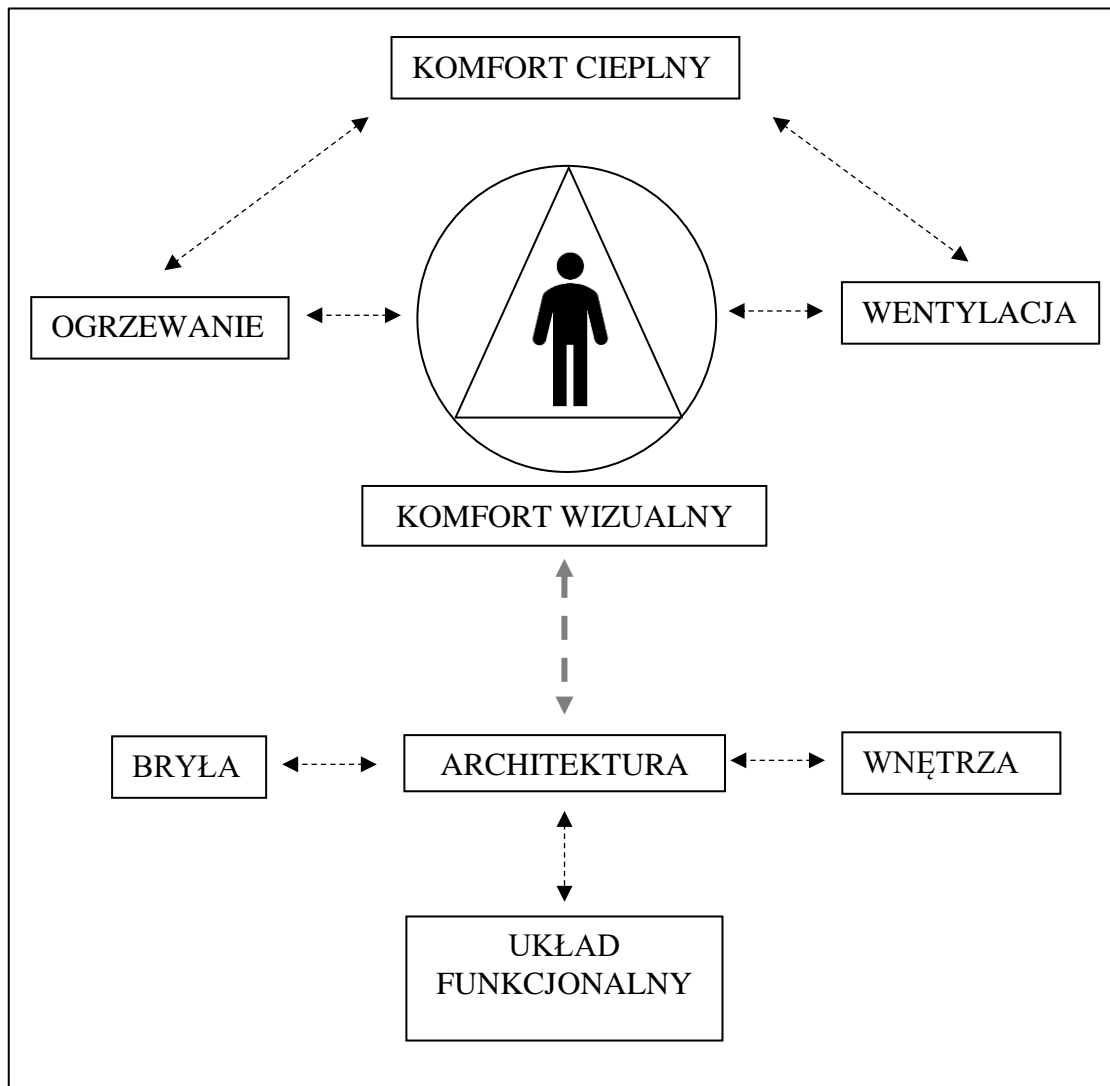 KOMFORT CIEPLNY
OGRZEWANIE
WENTYLACJA
KOMFORT WIZUALNY
BRYŁA
ARCHITEKTURA
WNĘTRZA
UKŁAD
FUNKCJONALNY